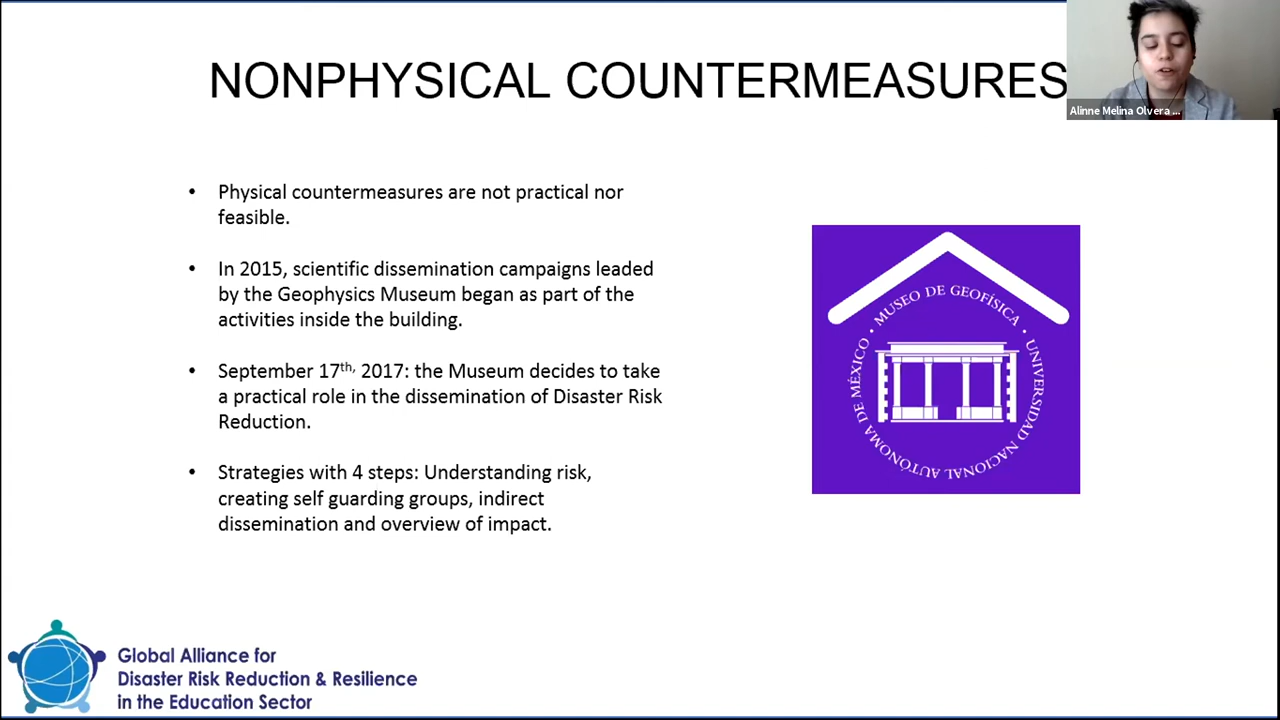 NONPHYSICAL COUNTERMEASURES
Alinne Melina Olvera ...
• Physical countermeasures are not practical nor
feasible.
• In 2015, scientific dissemination campaigns leaded
by the Geophysics Museum began as part of the
activities inside the building.
• September 17th, 2017: the Museum decides to take
a practical role in the dissemination of Disaster Risk
Reduction.
• Strategies with 4 steps: Understanding risk,
creating self guarding groups, indirect
dissemination and overview of impact.
• MUSEO DE GEOFÍSICA •
UNIVERSIDAD NACIONAL AUTÓNOMA DE MÉXICO
Global Alliance for
Disaster Risk Reduction & Resilience
in the Education Sector